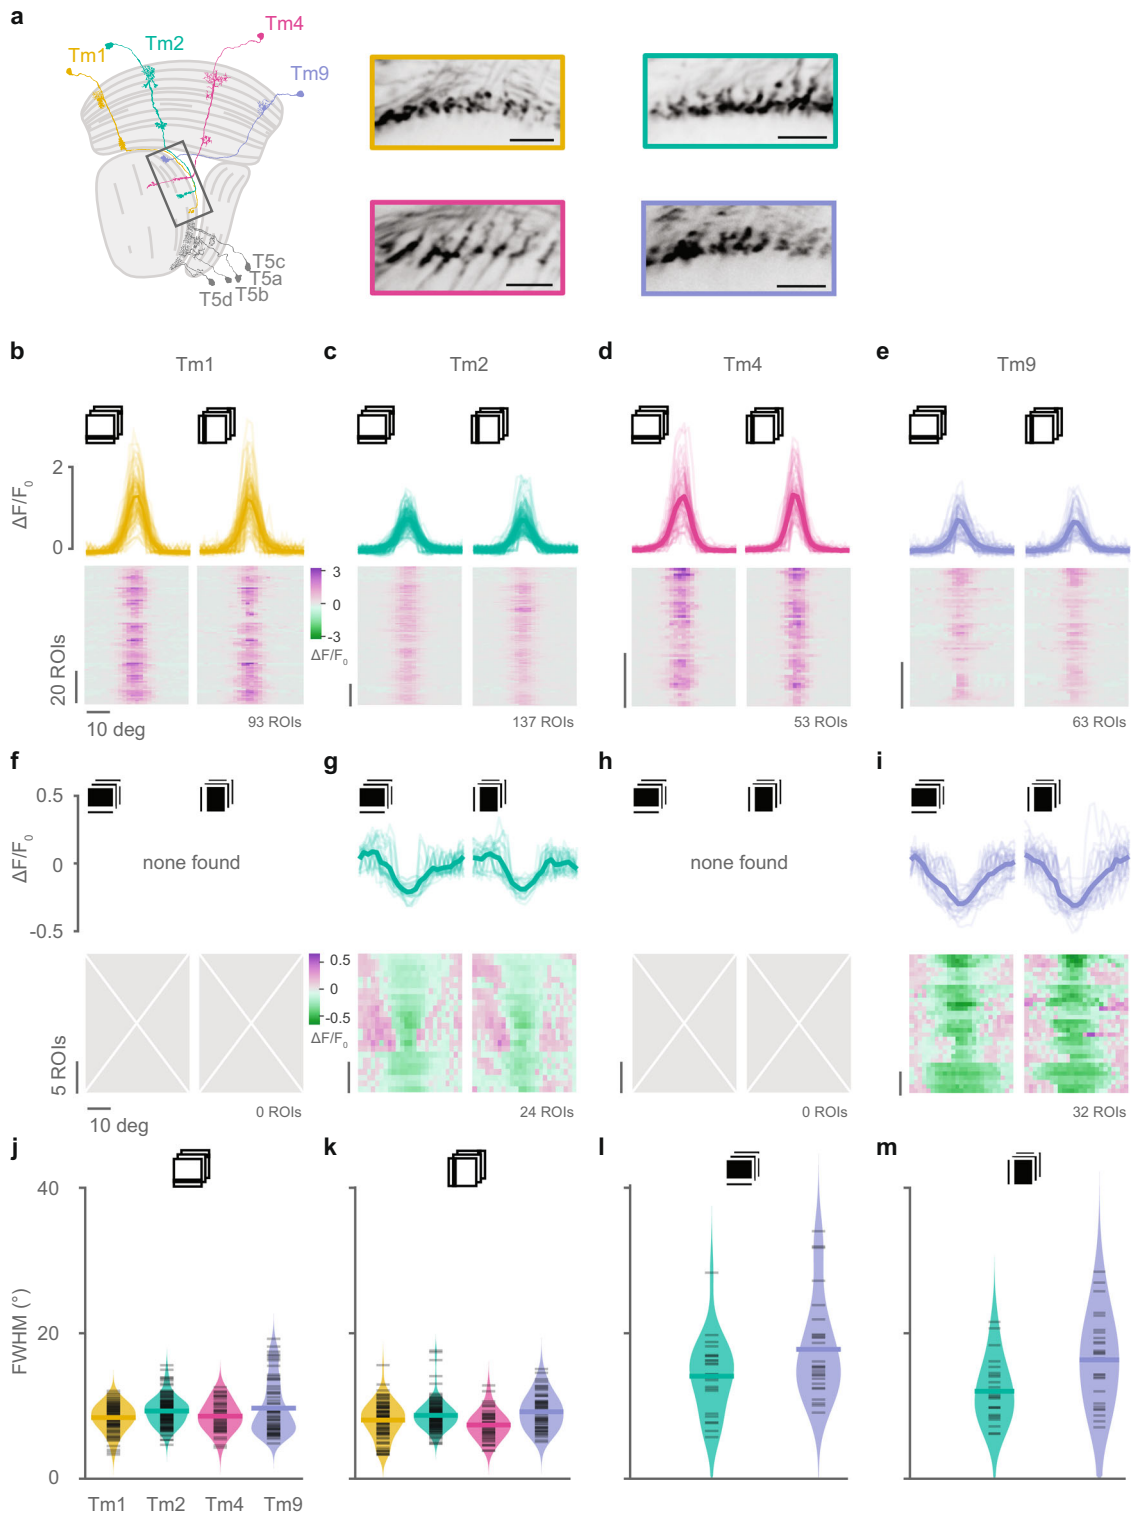 a
Tm1
Tm2
Tm4
Tm9
T5c
T5a
T5b
T5d
b
Tm1
c
Tm2
d
Tm4
e
Tm9
ΔF/F0
2
0
20 ROIs
10 deg
93 ROIs
3
0
-3
ΔF/F0
137 ROIs
53 ROIs
63 ROIs
f
g
h
i
ΔF/F0
0.5
0
-0.5
none found
none found
5 ROIs
10 deg
0 ROIs
0.5
0
-0.5
ΔF/F0
24 ROIs
0 ROIs
32 ROIs
j
k
l
m
FWHM (°)
40
20
0
Tm1
Tm2
Tm4
Tm9